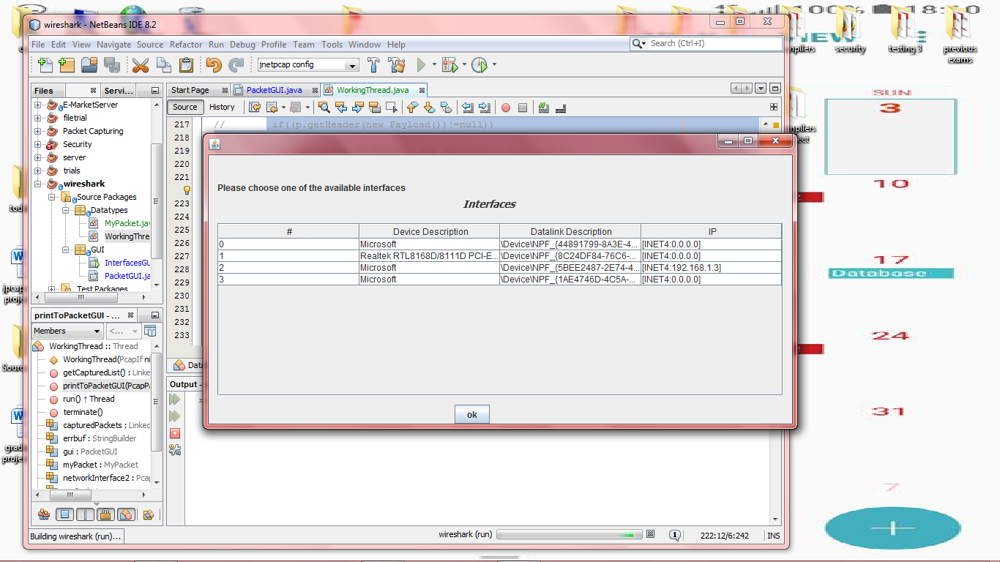 100% 18:10
wireshark - NetBeans IDE 8.2
File Edit View Navigate Source Refactor Run Debug Profile Team Tools Window Help
Search (Ctrl+I)
jnetpcap config
Files
Servi...
Start Page
PacketGUI.java
WorkingThread.java
Source
History
E-MarketServer
filetrial
Packet Capturing
Security
server
trials
wireshark
Source Packages
Datatypes
MyPacket.jav
WorkingThre
GUI
InterfacesGU
PacketGUI.ja
Test Packages
217 // if((p.getHeader(new Payload())!=null))
218
219
220
221
223
224
225
226
227
228
229
230
231
232
233
Please choose one of the available interfaces
Interfaces
# Device Description Datalink Description IP
0 Microsoft \Device\NPF_{44891799-8A3E-4... [INET4:0.0.0.0]
1 Realtek RTL8168D/8111D PCI-E... \Device\NPF_{8C24DF84-76C6-... [INET4:0.0.0.0]
2 Microsoft \Device\NPF_{5BEE2487-2E74-4... [INET4:192.168.1.3]
3 Microsoft \Device\NPF_{1AE4746D-4C5A-... [INET4:0.0.0.0]
ok
printToPacketGUI - ...
Members
<...
WorkingThread :: Thread
WorkingThread(PcapIf ni
getCapturedList() : Linke
printToPacketGUI(PcapPa
run() ↑ Thread
terminate()
capturedPackets : Linked
errbuf : StringBuilder
gui : PacketGUI
myPacket : MyPacket
networkInterface2 : Pcap
Data
Output -
Building wireshark (run)...
wireshark (run)
1
222:12/6:242
INS
NEW
security
testing 3
previous
exams
SUN
3
10
17
Database
24
31
7